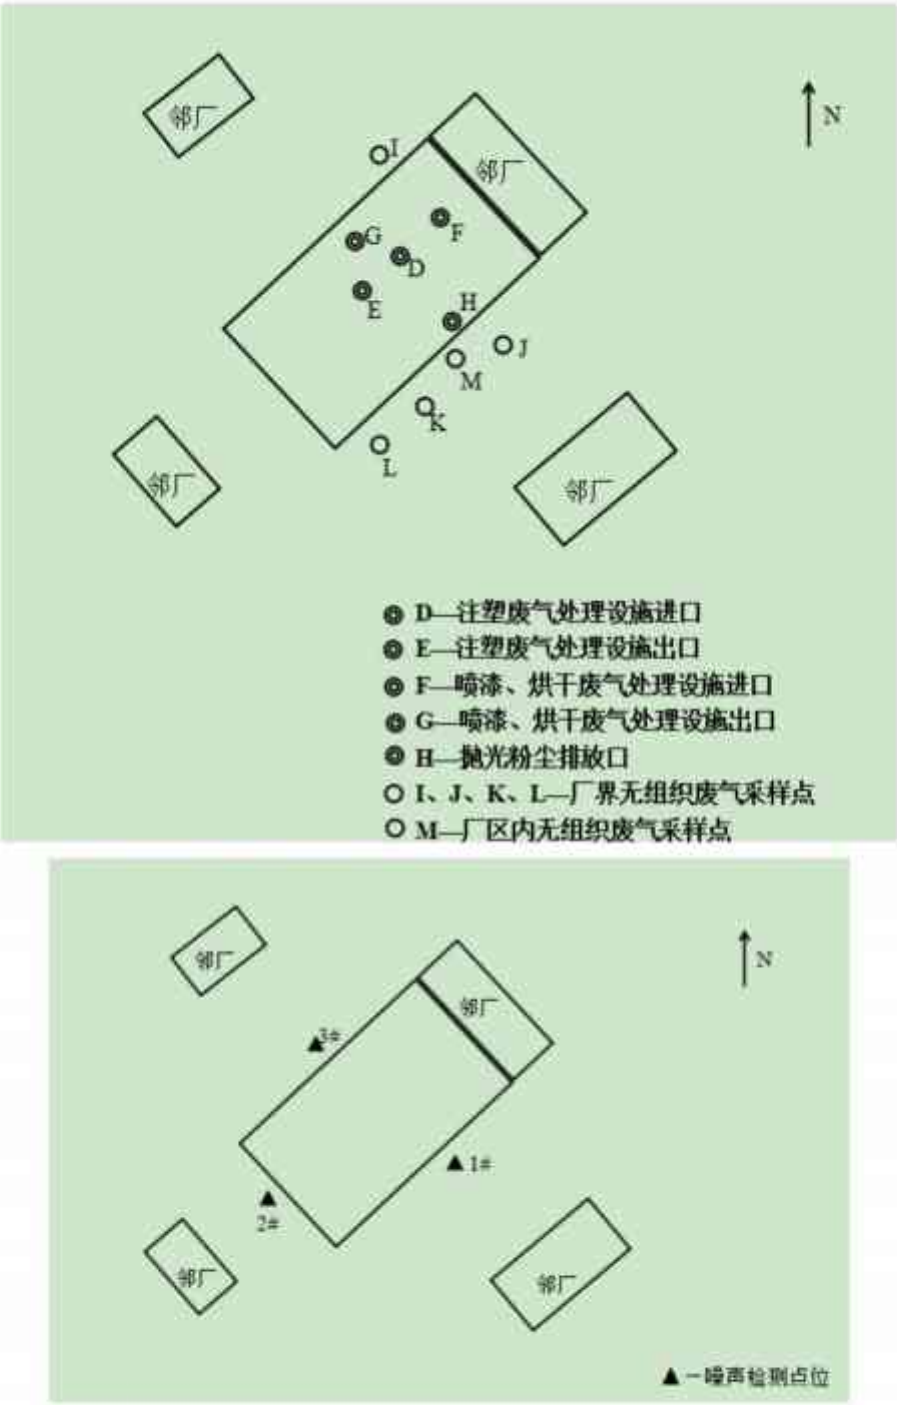 邻厂
N
I
邻厂
G
F
D
E
H
J
M
K
L
邻厂
邻厂
D—注塑废气处理设施进口
E—注塑废气处理设施出口
F—喷漆、烘干废气处理设施进口
G—喷漆、烘干废气处理设施出口
H—抛光粉尘排放口
I、J、K、L—厂界无组织废气采样点
M—厂区内无组织废气采样点
邻厂
N
邻厂
3#
1#
2#
邻厂
邻厂
▲－噪声检测点位